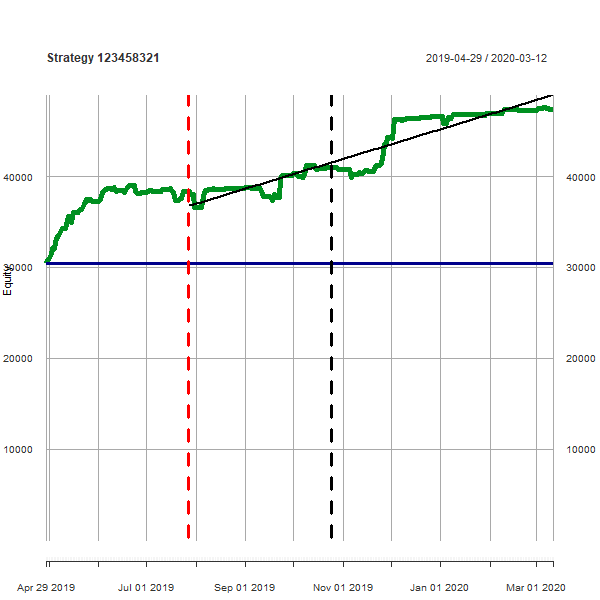 Strategy 123458321
2019-04-29 / 2020-03-12
40000
40000
30000
30000
Equity
20000
20000
10000
10000
Apr 29 2019
Jul 01 2019
Sep 01 2019
Nov 01 2019
Jan 01 2020
Mar 01 2020